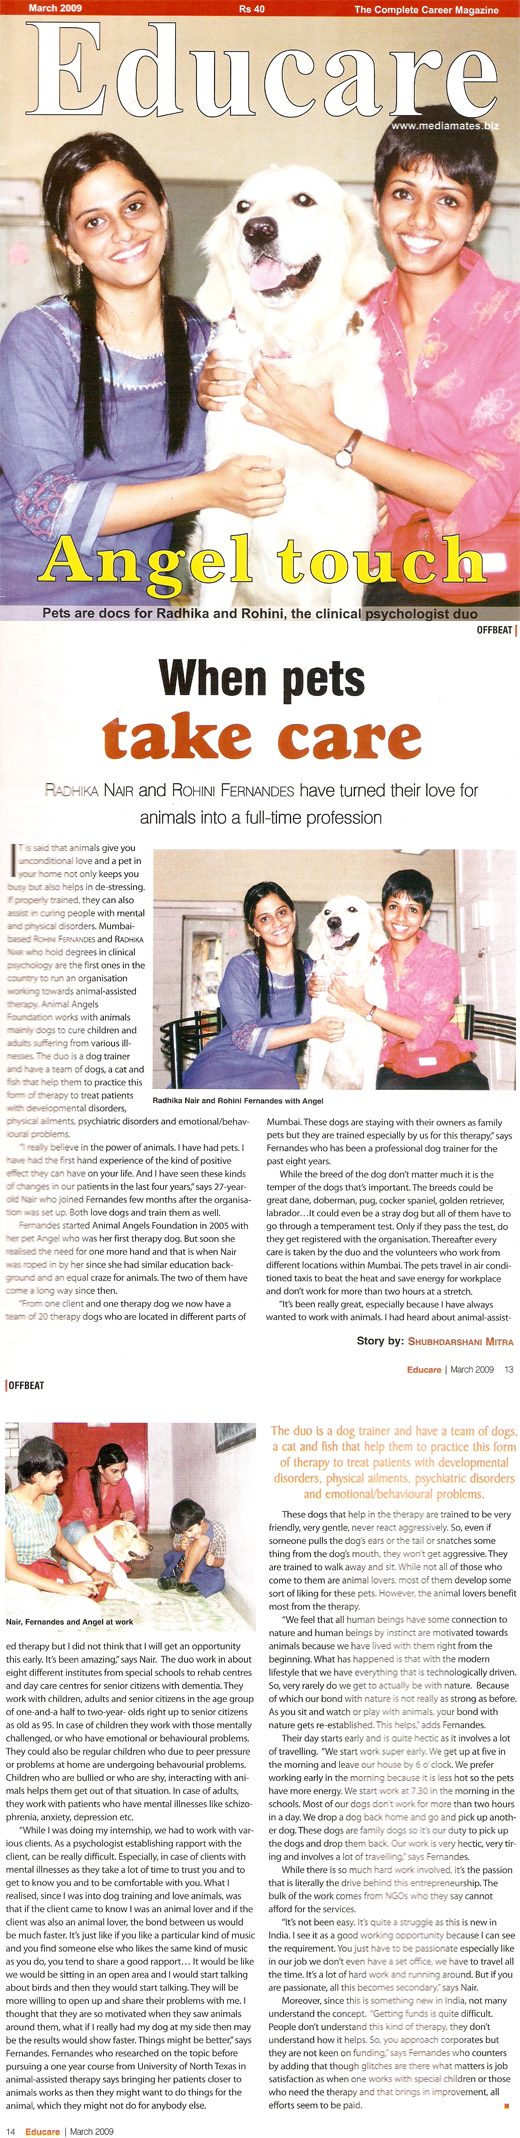 March 2009
Rs 40
The Complete Career Magazine
Educare
www.mediamates.biz
Angel touch
Pets are docs for Radhika and Rohini, the clinical psychologist duo
OFFBEAT
When pets
take care
RADHIKA NAIR and ROHINI FERNANDES have turned their love for
animals into a full-time profession
IT is said that animals give you
unconditional love and a pet in
your home not only keeps you
busy but also helps in de-stressing.
If properly trained, they can also
assist in curing people with mental
and physical disorders. Mumbai-
based ROHINI FERNANDES and RADHIKA
NAIR who hold degrees in clinical
psychology are the first ones in the
country to run an organisation
working towards animal-assisted
therapy. Animal Angels
Foundation works with animals
mainly dogs to cure children and
adults suffering from various ill-
nesses. The duo is a dog trainer
and have a team of dogs, a cat and
fish that help them to practice this
form of therapy to treat patients
with developmental disorders,
physical ailments, psychiatric disorders and emotional/behav-
ioural problems.
"I really believe in the power of animals. I have had pets. I
have had the first hand experience of the kind of positive
effect they can have on your life. And I have seen these kinds
of changes in our patients in the last four years," says 27-year-
old Nair who joined Fernandes few months after the organisa-
tion was set up. Both love dogs and train them as well.
Fernandes started Animal Angels Foundation in 2005 with
her pet Angel who was her first therapy dog. But soon she
realised the need for one more hand and that is when Nair
was roped in by her since she had similar education back-
ground and an equal craze for animals. The two of them have
come a long way since then.
"From one client and one therapy dog we now have a
team of 20 therapy dogs who are located in different parts of
Radhika Nair and Rohini Fernandes with Angel
Mumbai. These dogs are staying with their owners as family
pets but they are trained especially by us for this therapy," says
Fernandes who has been a professional dog trainer for the
past eight years.
While the breed of the dog don't matter much it is the
temper of the dogs that's important. The breeds could be
great dane, doberman, pug, cocker spaniel, golden retriever,
labrador…It could even be a stray dog but all of them have to
go through a temperament test. Only if they pass the test, do
they get registered with the organisation. Thereafter every
care is taken by the duo and the volunteers who work from
different locations within Mumbai. The pets travel in air condi-
tioned taxis to beat the heat and save energy for workplace
and don't work for more than two hours at a stretch.
"It's been really great, especially because I have always
wanted to work with animals. I had heard about animal-assist-
Story by: SHUBHDARSHANI MITRA
Educare | March 2009 13
OFFBEAT
Nair, Fernandes and Angel at work
ed therapy but I did not think that I will get an opportunity
this early. It's been amazing," says Nair. The duo work in about
eight different institutes from special schools to rehab centres
and day care centres for senior citizens with dementia. They
work with children, adults and senior citizens in the age group
of one-and-a half to two-year- olds right up to senior citizens
as old as 95. In case of children they work with those mentally
challenged, or who have emotional or behavioural problems.
They could also be regular children who due to peer pressure
or problems at home are undergoing behavourial problems.
Children who are bullied or who are shy, interacting with ani-
mals helps them get out of that situation. In case of adults,
they work with patients who have mental illnesses like schizo-
phrenia, anxiety, depression etc.
"While I was doing my internship, we had to work with var-
ious clients. As a psychologist establishing rapport with the
client, can be really difficult. Especially, in case of clients with
mental illnesses as they take a lot of time to trust you and to
get to know you and to be comfortable with you. What I
realised, since I was into dog training and love animals, was
that if the client came to know I was an animal lover and if the
client was also an animal lover, the bond between us would
be much faster. It's just like if you like a particular kind of music
and you find someone else who likes the same kind of music
as you do, you tend to share a good rapport… It would be like
we would be sitting in an open area and I would start talking
about birds and then they would start talking. They will be
more willing to open up and share their problems with me. I
thought that they are so motivated when they saw animals
around them, what if I really had my dog at my side then may
be the results would show faster. Things might be better," says
Fernandes. Fernandes who researched on the topic before
pursuing a one year course from University of North Texas in
animal-assisted therapy says bringing her patients closer to
animals works as then they might want to do things for the
animal, which they might not do for anybody else.
The duo is a dog trainer and have a team of dogs,
a cat and fish that help them to practice this form
of therapy to treat patients with developmental
disorders, physical ailments, psychiatric disorders
and emotional/behavioural problems.
These dogs that help in the therapy are trained to be very
friendly, very gentle, never react aggressively. So, even if
someone pulls the dog's ears or the tail or snatches some
thing from the dog's mouth, they won't get aggressive. They
are trained to walk away and sit. While not all of those who
come to them are animal lovers, most of them develop some
sort of liking for these pets. However, the animal lovers benefit
most from the therapy.
"We feel that all human beings have some connection to
nature and human beings by instinct are motivated towards
animals because we have lived with them right from the
beginning. What has happened is that with the modern
lifestyle that we have everything that is technologically driven.
So, very rarely do we get to actually be with nature. Because
of which our bond with nature is not really as strong as before.
As you sit and watch or play with animals, your bond with
nature gets re-established. This helps," adds Fernandes.
Their day starts early and is quite hectic as it involves a lot
of travelling. "We start work super early. We get up at five in
the morning and leave our house by 6 o' clock. We prefer
working early in the morning because it is less hot so the pets
have more energy. We start work at 7.30 in the morning in the
schools. Most of our dogs don't work for more than two hours
in a day. We drop a dog back home and go and pick up anoth-
er dog. These dogs are family dogs so it's our duty to pick up
the dogs and drop them back. Our work is very hectic, very tir-
ing and involves a lot of travelling," says Fernandes.
While there is so much hard work involved, it's the passion
that is literally the drive behind this entrepreneurship. The
bulk of the work comes from NGOs who they say cannot
afford for the services.
"It's not been easy. It's quite a struggle as this is new in
India. I see it as a good working opportunity because I can see
the requirement. You just have to be passionate especially like
in our job we don't even have a set office, we have to travel all
the time. It's a lot of hard work and running around. But if you
are passionate, all this becomes secondary," says Nair.
Moreover, since this is something new in India, not many
understand the concept. "Getting funds is quite difficult.
People don't understand this kind of therapy, they don't
understand how it helps. So, you approach corporates but
they are not keen on funding," says Fernandes who counters
by adding that though glitches are there what matters is job
satisfaction as when one works with special children or those
who need the therapy and that brings in improvement, all
efforts seem to be paid.
14 Educare | March 2009